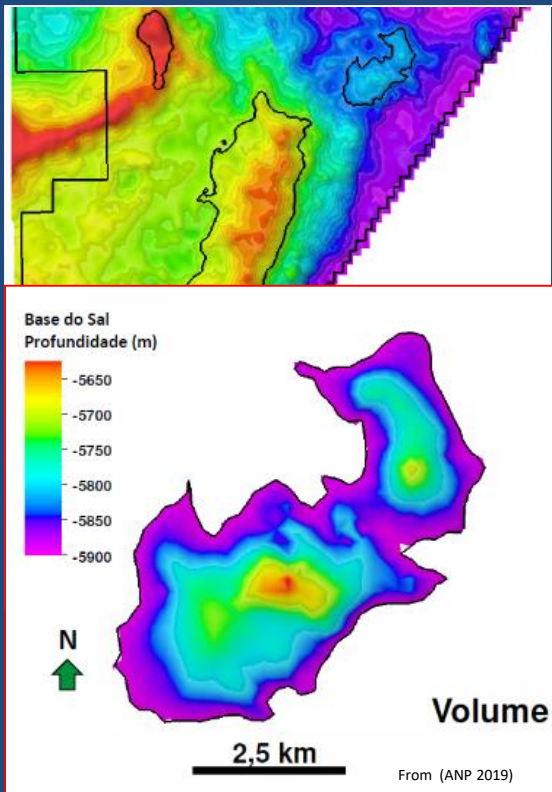 Base do Sal
Profundidade (m)
-5650
-5700
-5750
-5800
-5850
-5900
N
Volume
2,5 km
From (ANP 2019)